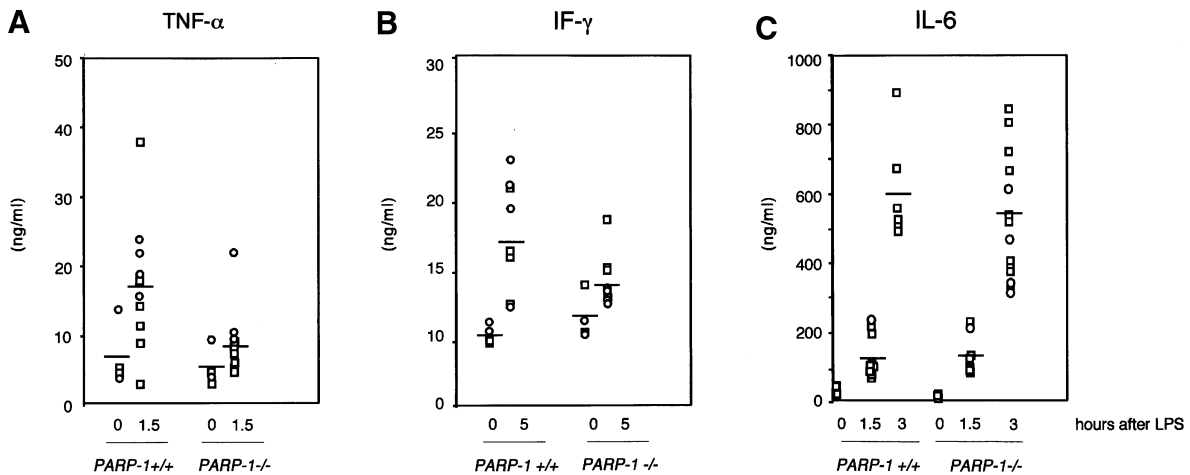 A TNF-α
50
40
30
20
10
0
(ng/ml)
0 1.5 0 1.5
PARP-1+/+ PARP-1-/-
B IF-γ
30
25
20
15
10
0
(ng/ml)
0 5 0 5
PARP-1 +/+ PARP-1 -/-
C IL-6
1000
800
600
400
200
0
(ng/ml)
0 1.5 3 0 1.5 3 hours after LPS
PARP-1 +/+ PARP-1-/-